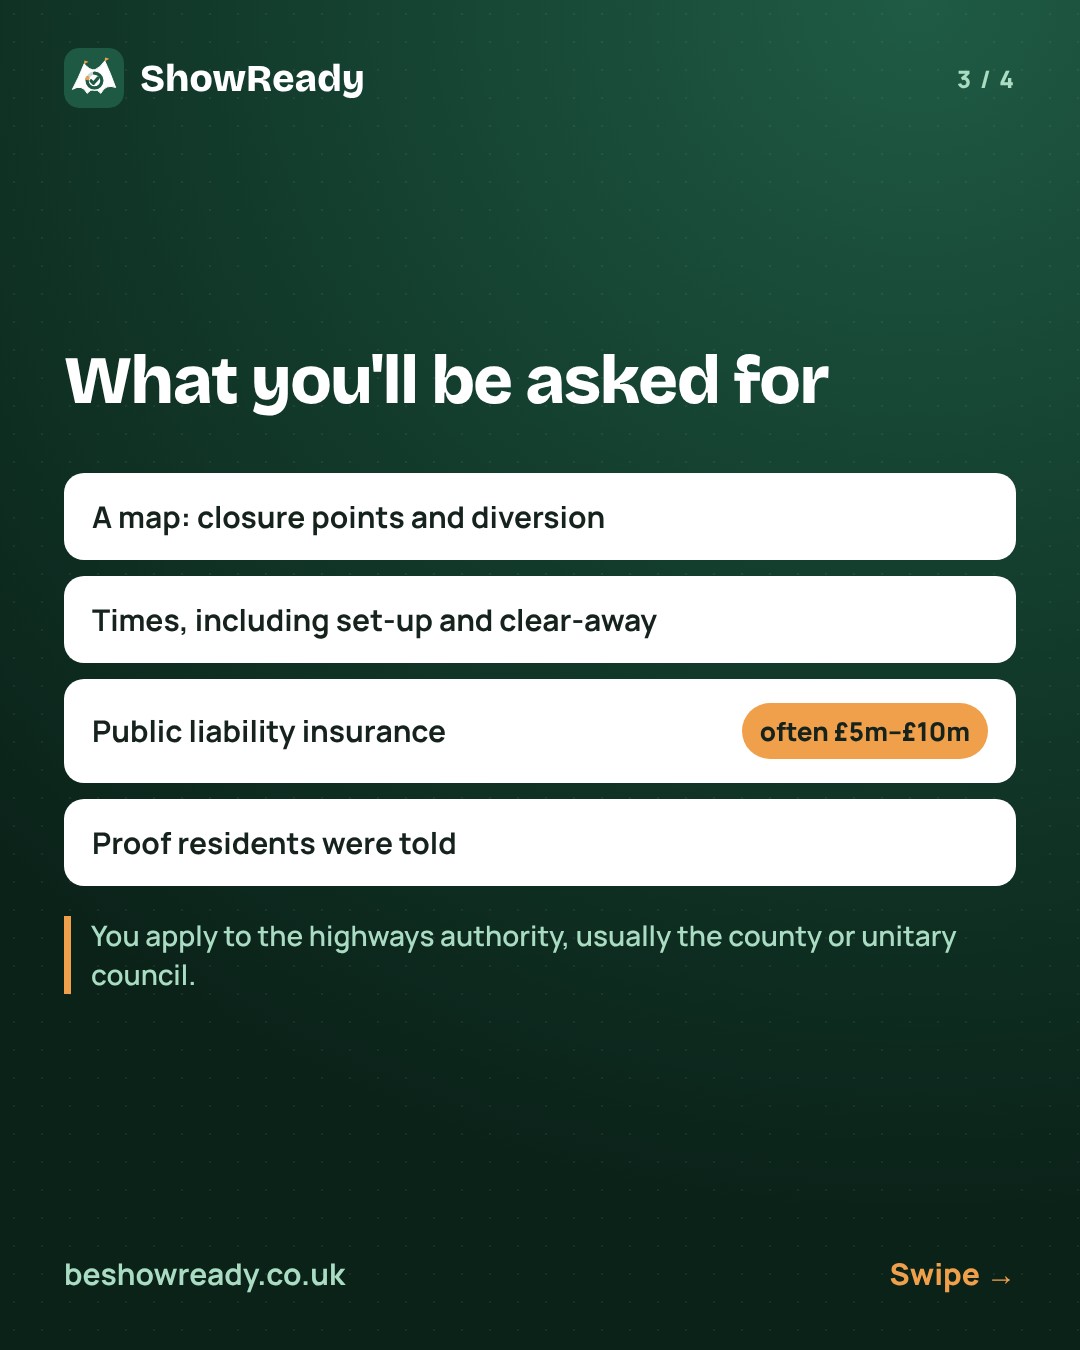 ShowReady
3 / 4
What you'll be asked for
A map: closure points and diversion
Times, including set-up and clear-away
Public liability insurance
often £5m–£10m
Proof residents were told
You apply to the highways authority, usually the county or unitary
council.
beshowready.co.uk
Swipe →